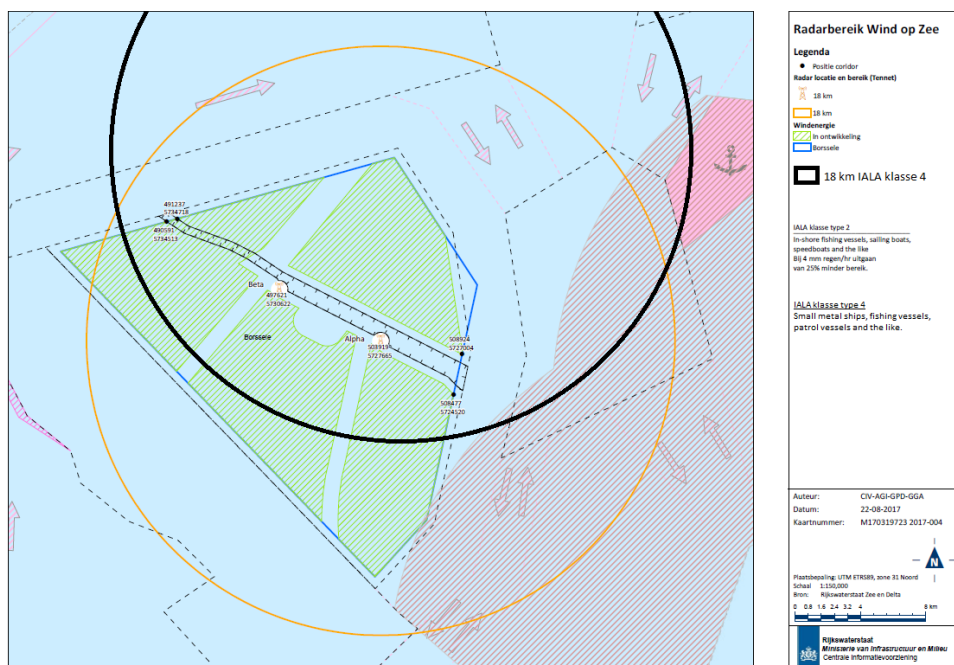 491237
5734718
490591
5734513
Beta
497621
5730622
Borssele
Alpha
503915
5727665
508924
5727004
508477
5724520
Radarbereik Wind op Zee
Legenda
Positie coridor
Radar locatie en bereik (Tennet)
18 km
18 km
Windenergie
In ontwikkeling
Borssele
18 km IALA klasse 4
IALA klasse type 2
In-shore fishing vessels, sailing boats,
speedboats and the like
Bij 4 mm regen/hr uitgaan
van 25% minder bereik.
IALA klasse type 4
Small metal ships, fishing vessels,
patrol vessels and the like.
Auteur: CIV-AGI-GPD-GGA
Datum: 22-08-2017
Kaartnummer: M170319723 2017-004
N
Plaatsbepaling: UTM ETRS89, zone 31 Noord
Schaal 1:150,000
Bron: Rijkswaterstaat Zee en Delta
0 0.8 1.6 2.4 3.2 4 8 km
Rijkswaterstaat
Ministerie van Infrastructuur en Milieu
Centrale Informatievoorziening